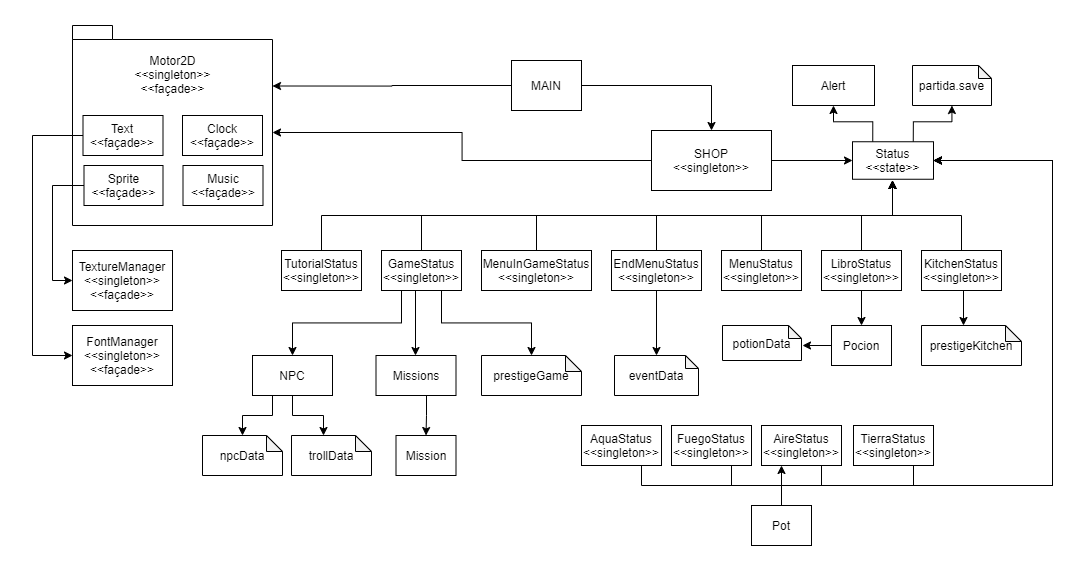 Motor2D
<<singleton>>
<<façade>>
Text
<<façade>>
Clock
<<façade>>
Sprite
<<façade>>
Music
<<façade>>
MAIN
SHOP
<<singleton>>
Alert
partida.save
Status
<<state>>
TextureManager
<<singleton>>
<<façade>>
FontManager
<<singleton>>
<<façade>>
TutorialStatus
<<singleton>>
GameStatus
<<singleton>>
MenuInGameStatus
<<singleton>>
EndMenuStatus
<<singleton>>
MenuStatus
<<singleton>>
LibroStatus
<<singleton>>
KitchenStatus
<<singleton>>
NPC
Missions
prestigeGame
eventData
potionData
Pocion
prestigeKitchen
npcData
trollData
Mission
AquaStatus
<<singleton>>
FuegoStatus
<<singleton>>
AireStatus
<<singleton>>
TierraStatus
<<singleton>>
Pot